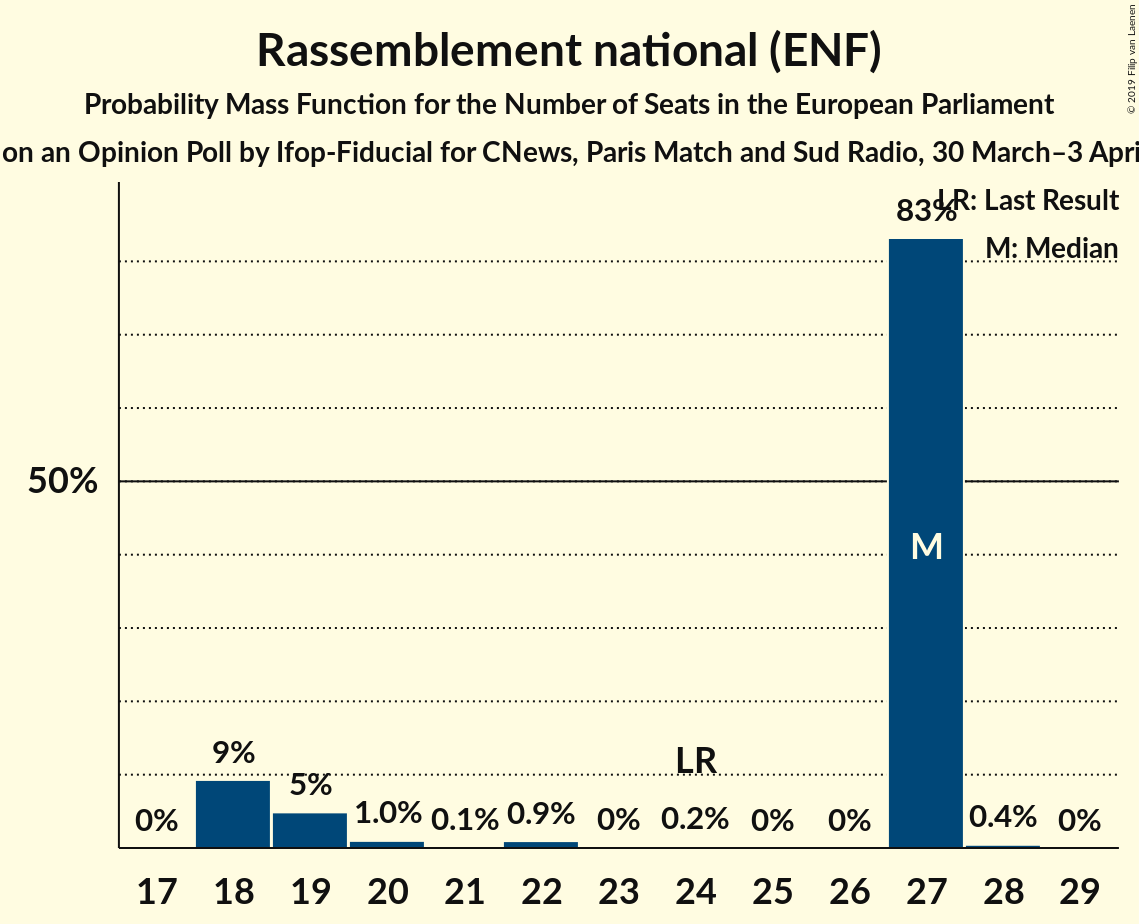 Rassemblement national (ENF)
Probability Mass Function for the Number of Seats in the European Parliament
on an Opinion Poll by Ifop-Fiducial for CNews, Paris Match and Sud Radio, 30 March–3 Apri
© 2019 Filip van Laenen
LR: Last Result
M: Median
83%
50%
M
LR
9%
5%
0%
1.0%
0.1%
0.9%
0%
0.2%
0%
0%
0.4%
0%
17 18 19 20 21 22 23 24 25 26 27 28 29